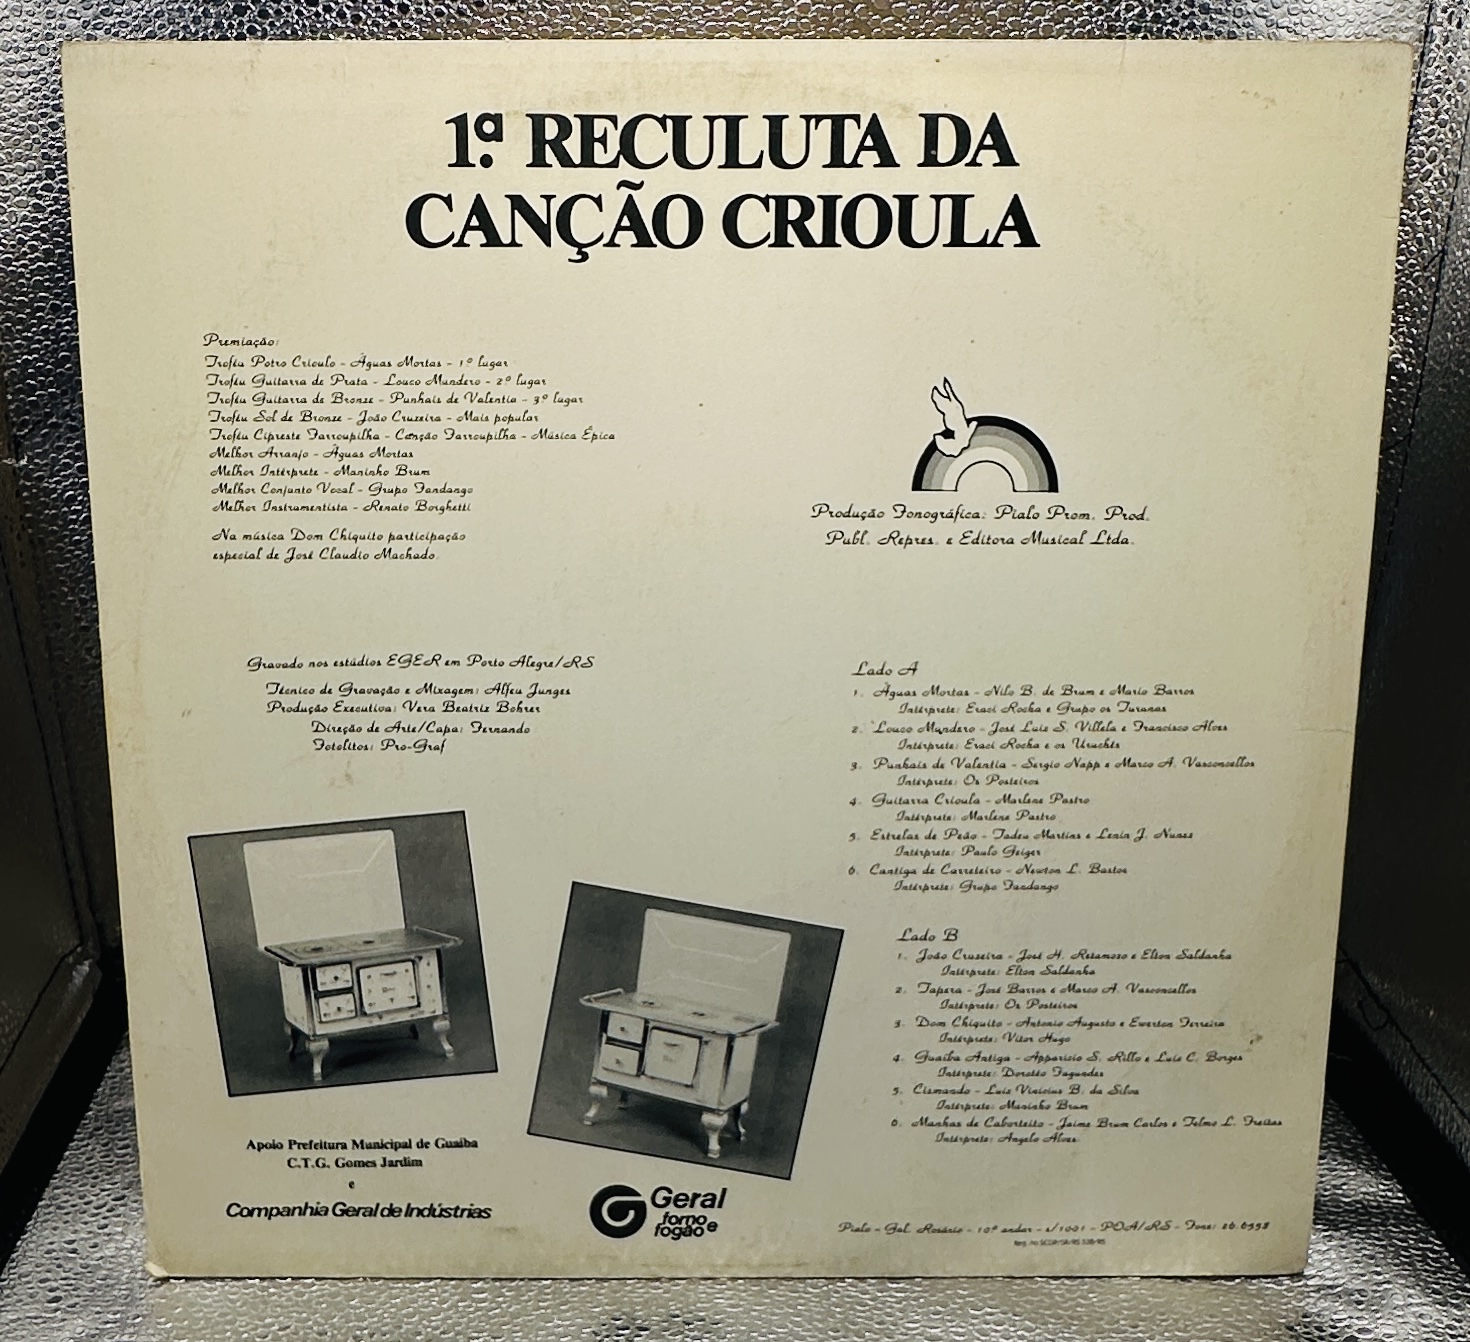 1ª RECULUTA DA
CANÇÃO CRIOULA
Premiação:
Troféu Potro Crioulo - Águas Mortas - 1º lugar
Troféu Guitarra de Prata - Louco Mundero - 2º lugar
Troféu Guitarra de Bronze - Punhais de Valentia - 3º lugar
Troféu Sol de Bronze - João Cruzeira - Mais popular
Troféu Cipreste Farroupilha - Canção Farroupilha - Música Épica
Melhor Arranjo - Águas Mortas
Melhor Intérprete - Maninho Brum
Melhor Conjunto Vocal - Grupo Fandango
Melhor Instrumentista - Renato Borghetti
Na música Dom Chiquito participação
especial de José Claudio Machado.
Produção Fonográfica: Pialo Prom. Prod.
Publ. Repres. e Editora Musical Ltda.
Gravado nos estúdios EGER em Porto Alegre/RS
Técnico de Gravação e Mixagem: Alfeu Junges
Produção Executiva: Vera Beatriz Bohrer
Direção de Arte/Capa: Fernando
Fotolitos: Pro-Graf
Lado A
1. Águas Mortas - Nilo B. de Brum e Mario Barros
Intérprete: Eraci Rocha e Grupo os Turunas
2. Louco Mundero - José Luis S. Villela e Francisco Alves
Intérprete: Eraci Rocha e os Uruchês
3. Punhais de Valentia - Sergio Napp e Marco A. Vasconcellos
Intérprete: Os Posteiros
4. Guitarra Crioula - Marlene Pastro
Intérprete: Marlene Pastro
5. Estrelas de Peão - Tadeu Martins e Lenin J. Nunes
Intérprete: Paulo Geiger
6. Cantiga de Carreteiro - Newton L. Bastos
Intérprete: Grupo Fandango
Lado B
1. João Cruzeira - José H. Retamozo e Elton Saldanha
Intérprete: Elton Saldanha
2. Tapera - José Barros e Marco A. Vasconcellos
Intérprete: Os Posteiros
3. Dom Chiquito - Antonio Augusto e Ewerton Ferreira
Intérprete: Vitor Hugo
4. Guaíba Antiga - Apparicio S. Rillo e Luis C. Borges
Intérprete: Dorotéo Fagundes
5. Cismando - Luiz Vinicius B. da Silva
Intérprete: Maninho Brum
6. Manhas de Caborteiro - Jaime Brum Carlos e Telmo L. Freitas
Intérprete: Angelo Alves
Apoio Prefeitura Municipal de Guaíba
C.T.G. Gomes Jardim
e
Companhia Geral de Indústrias
G Geral
forno e
fogão
Pialo - Gal. Rosário - 10º andar - s/1001 - POA/RS - Fone: 26.6558